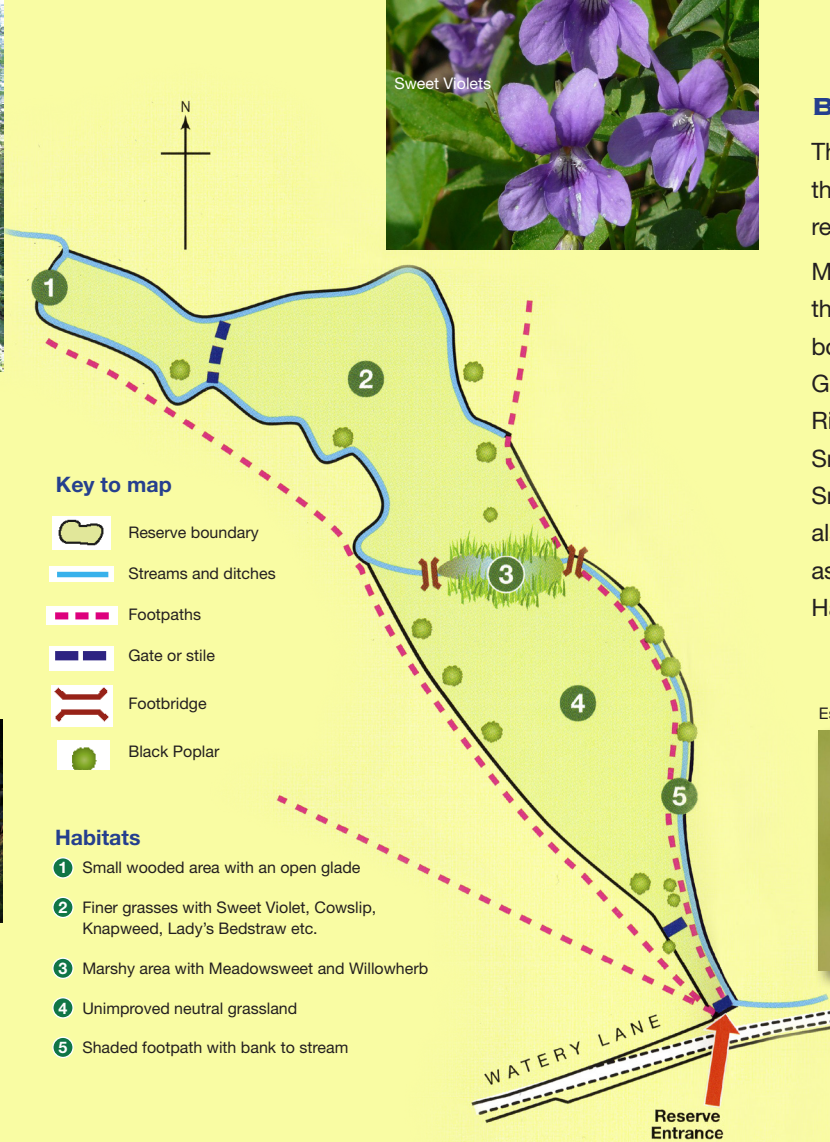 Sweet Violets
N
1
2
3
4
5
Key to map
Reserve boundary
Streams and ditches
Footpaths
Gate or stile
Footbridge
Black Poplar
Habitats
1 Small wooded area with an open glade
2 Finer grasses with Sweet Violet, Cowslip,
Knapweed, Lady's Bedstraw etc.
3 Marshy area with Meadowsweet and Willowherb
4 Unimproved neutral grassland
5 Shaded footpath with bank to stream
WATERY LANE
Reserve
Entrance